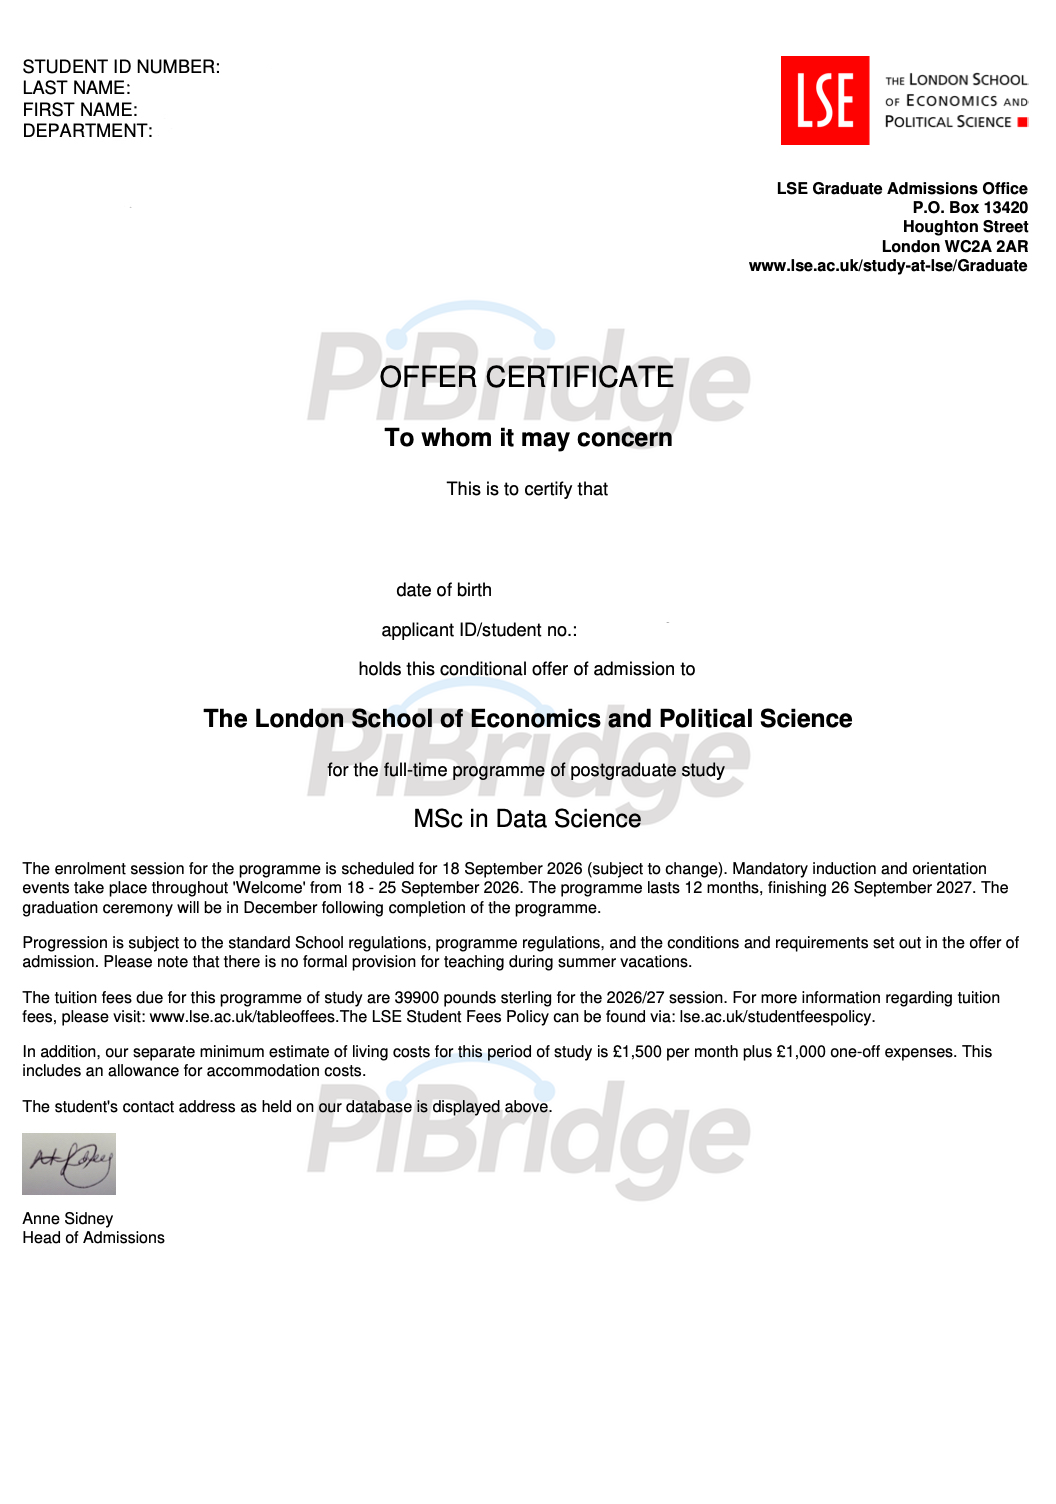 STUDENT ID NUMBER:
LAST NAME:
FIRST NAME:
DEPARTMENT:
LSE
THE LONDON SCHOOL
OF ECONOMICS AND
POLITICAL SCIENCE
LSE Graduate Admissions Office
P.O. Box 13420
Houghton Street
London WC2A 2AR
www.lse.ac.uk/study-at-lse/Graduate
PiBridge
OFFER CERTIFICATE
To whom it may concern
This is to certify that
date of birth
applicant ID/student no.:
holds this conditional offer of admission to
The London School of Economics and Political Science
PiBridge
for the full-time programme of postgraduate study
MSc in Data Science
The enrolment session for the programme is scheduled for 18 September 2026 (subject to change). Mandatory induction and orientation
events take place throughout 'Welcome' from 18 - 25 September 2026. The programme lasts 12 months, finishing 26 September 2027. The
graduation ceremony will be in December following completion of the programme.
Progression is subject to the standard School regulations, programme regulations, and the conditions and requirements set out in the offer of
admission. Please note that there is no formal provision for teaching during summer vacations.
The tuition fees due for this programme of study are 39900 pounds sterling for the 2026/27 session. For more information regarding tuition
fees, please visit: www.lse.ac.uk/tableoffees.The LSE Student Fees Policy can be found via: lse.ac.uk/studentfeespolicy.
In addition, our separate minimum estimate of living costs for this period of study is £1,500 per month plus £1,000 one-off expenses. This
includes an allowance for accommodation costs.
The student's contact address as held on our database is displayed above.
PiBridge
Anne Sidney
Head of Admissions